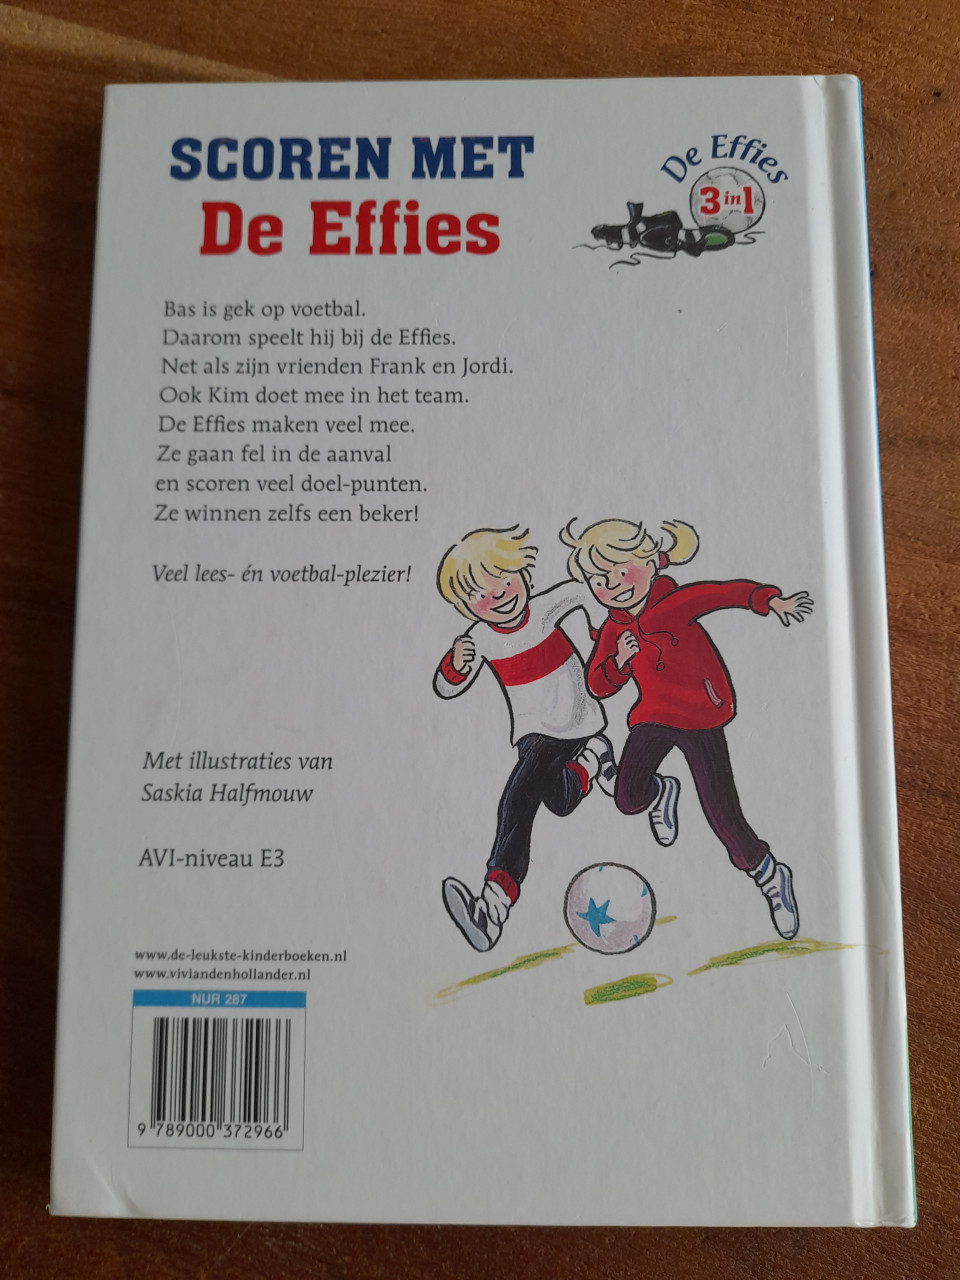 SCOREN MET
De Effies
De Effies
3 in 1
Bas is gek op voetbal.
Daarom speelt hij bij de Effies.
Net als zijn vrienden Frank en Jordi.
Ook Kim doet mee in het team.
De Effies maken veel mee.
Ze gaan fel in de aanval
en scoren veel doel-punten.
Ze winnen zelfs een beker!
Veel lees- én voetbal-plezier!
Met illustraties van
Saskia Halfmouw
AVI-niveau E3
www.de-leukste-kinderboeken.nl
www.viviandenhollander.nl
NUR 287
9 789000 372966